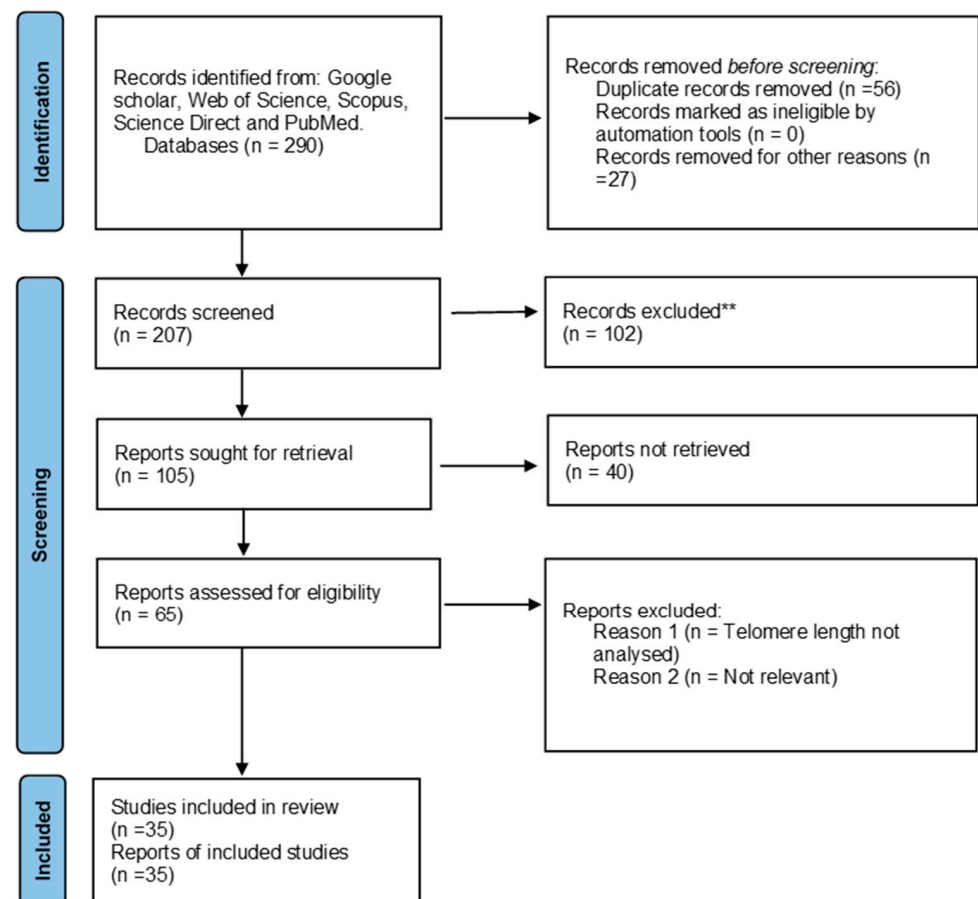 Identification
Records identified from: Google
scholar, Web of Science, Scopus,
Science Direct and PubMed.
Databases (n = 290)
Records removed before screening:
Duplicate records removed (n =56)
Records marked as ineligible by
automation tools (n = 0)
Records removed for other reasons (n
=27)
Screening
Records screened
(n = 207)
Records excluded**
(n = 102)
Reports sought for retrieval
(n = 105)
Reports not retrieved
(n = 40)
Reports assessed for eligibility
(n = 65)
Reports excluded:
Reason 1 (n = Telomere length not
analysed)
Reason 2 (n = Not relevant)
Included
Studies included in review
(n =35)
Reports of included studies
(n =35)